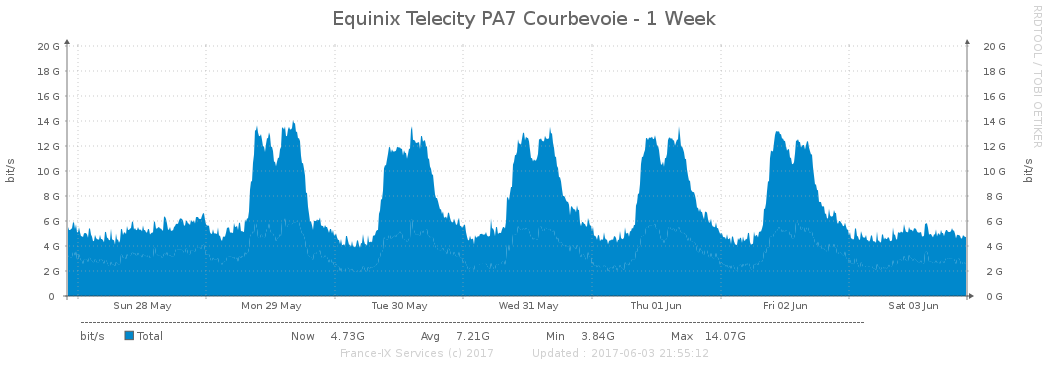 Equinix Telecity PA7 Courbevoie - 1 Week
RRDTOOL / TOBI OETIKER
20 G 20 G
18 G 18 G
16 G 16 G
14 G 14 G
12 G 12 G
10 G 10 G
8 G 8 G
6 G 6 G
4 G 4 G
2 G 2 G
0 0 G
bit/s
bit/s
Sun 28 May Mon 29 May Tue 30 May Wed 31 May Thu 01 Jun Fri 02 Jun Sat 03 Jun
bit/s Total Now 4.73G Avg 7.21G Min 3.84G Max 14.07G
France-IX Services (c) 2017 Updated : 2017-06-03 21:55:12